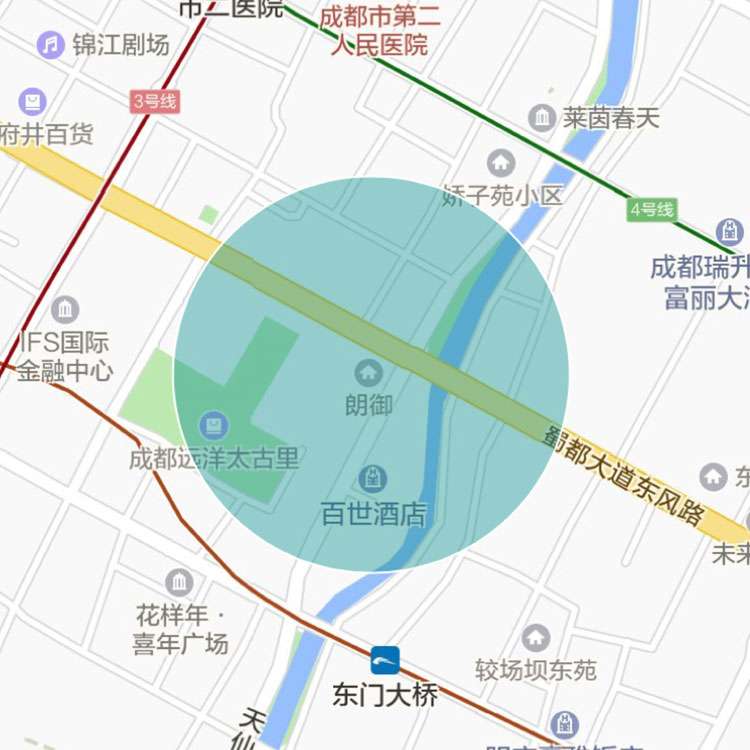 市二医院
成都市第二
人民医院
锦江剧场
3号线
府井百货
莱茵春天
娇子苑小区
4号线
成都瑞升
富丽大酒
IFS国际
金融中心
朗御
成都远洋太古里
蜀都大道东风路
百世酒店
东
未来
花样年·
喜年广场
较场坝东苑
东门大桥
天仙